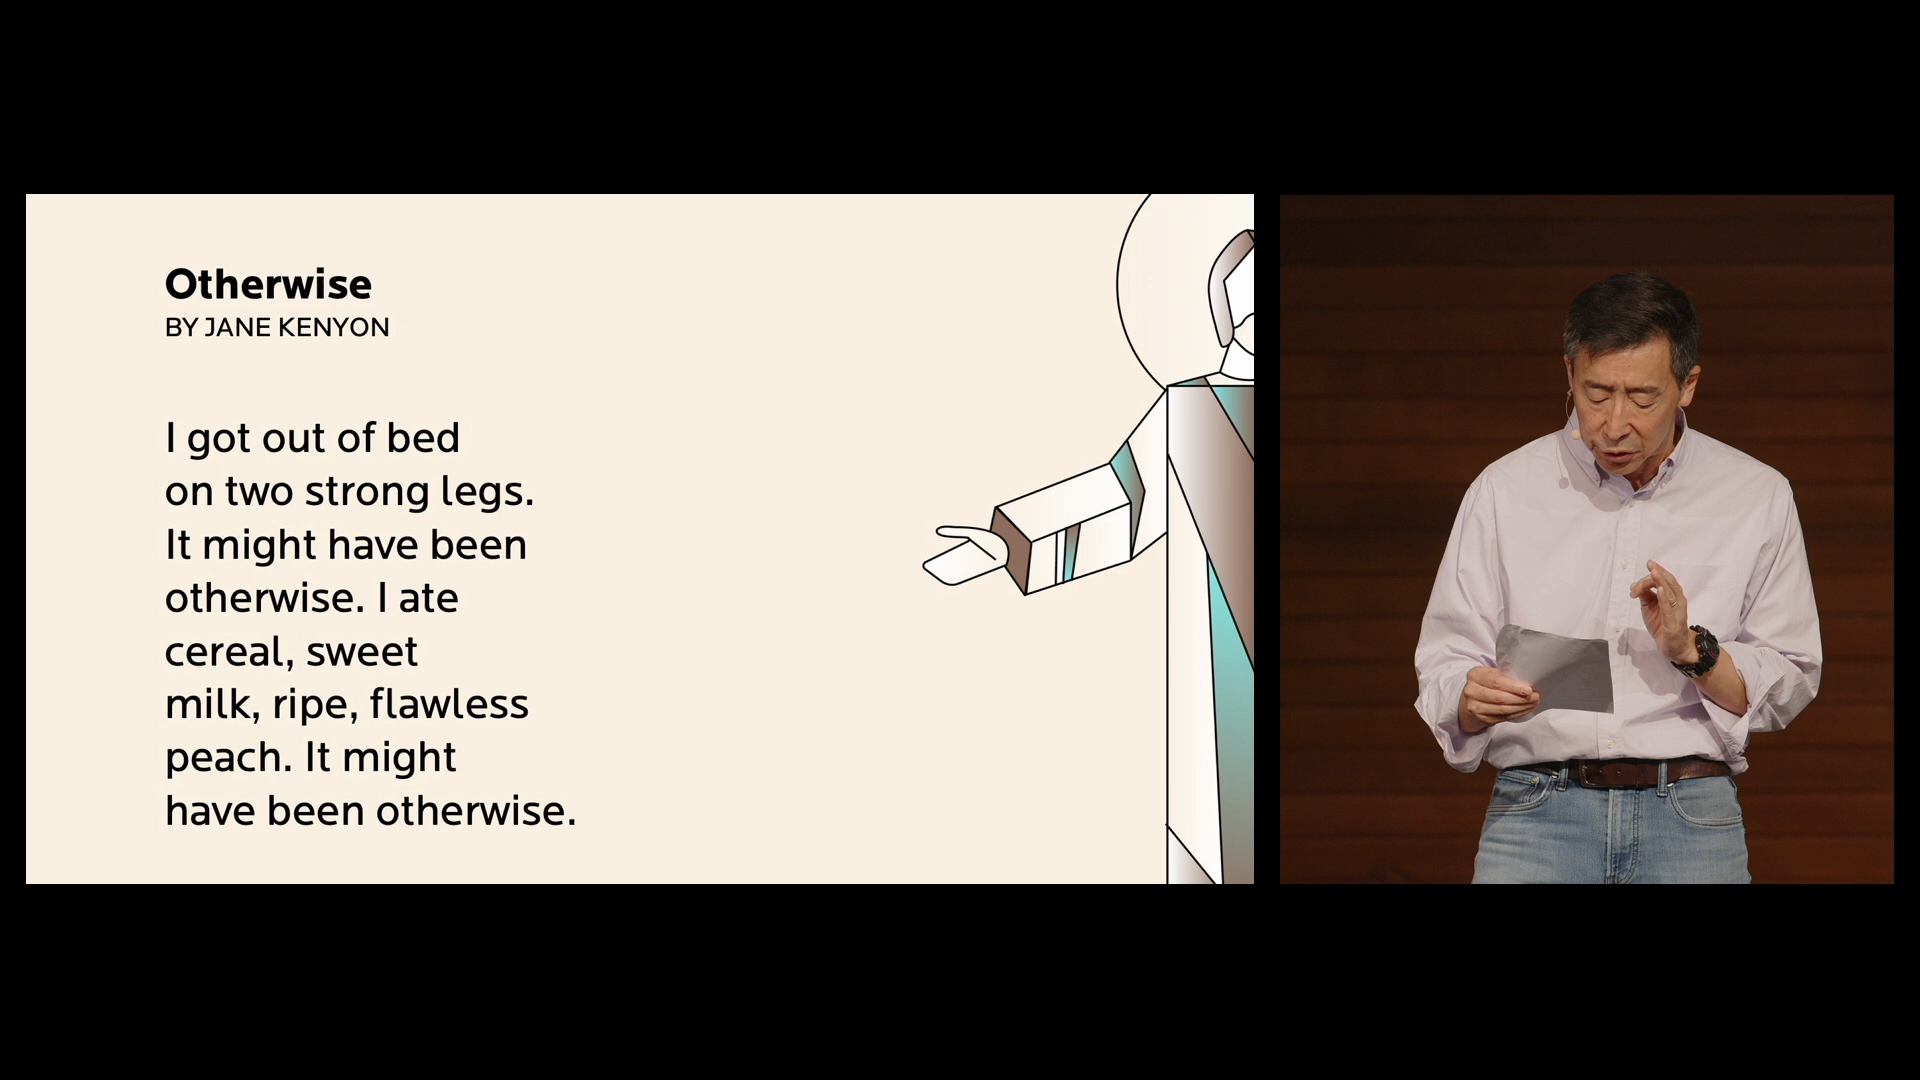 Otherwise
BY JANE KENYON
I got out of bed
on two strong legs.
It might have been
otherwise. I ate
cereal, sweet
milk, ripe, flawless
peach. It might
have been otherwise.